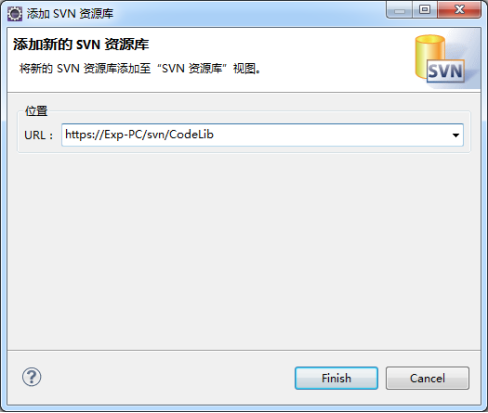 添加 SVN 资源库
添加新的 SVN 资源库
将新的 SVN 资源库添加至“SVN 资源库”视图。
SVN
位置
URL： https://Exp-PC/svn/CodeLib
Finish Cancel